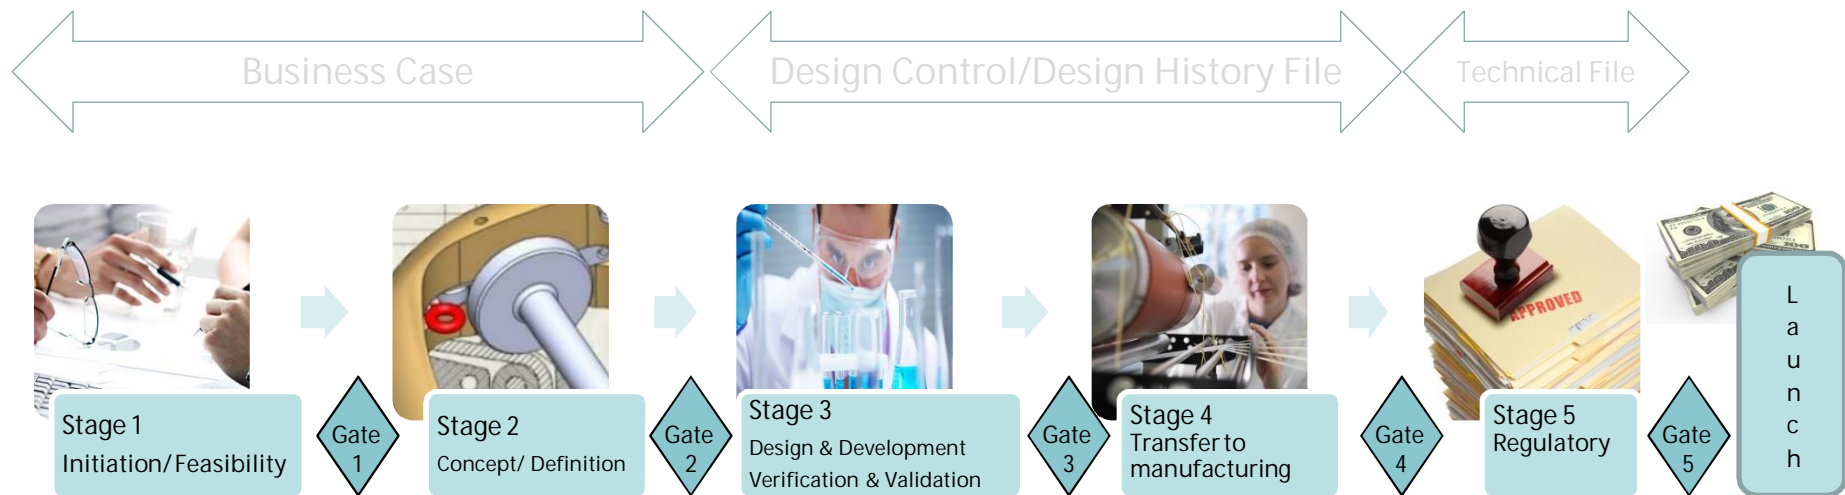 Business Case
Design Control/Design History File
Technical File
APPROVED
Stage 1
Initiation/ Feasibility
Gate
1
Stage 2
Concept/ Definition
Gate
2
Stage 3
Design & Development
Verification & Validation
Gate
3
Stage 4
Transfer to
manufacturing
Gate
4
Stage 5
Regulatory
Gate
5
L
a
u
n
c
h